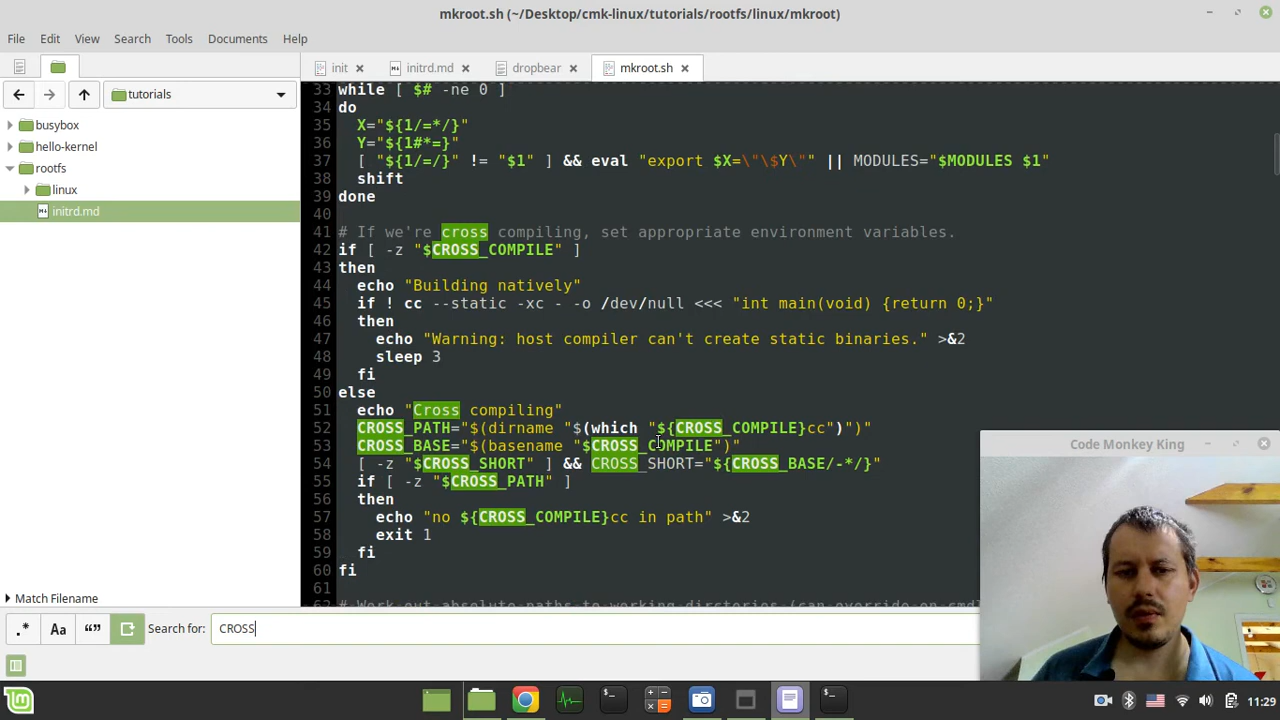 mkroot.sh (~/Desktop/cmk-linux/tutorials/rootfs/linux/mkroot)
File Edit View Search Tools Documents Help
init initrd.md dropbear mkroot.sh
tutorials
busybox
hello-kernel
rootfs
linux
initrd.md
Match Filename
33 while [ $# -ne 0 ]
34 do
35 X="${1/=*/}"
36 Y="${1#*=}"
37 [ "${1/=/}" != "$1" ] && eval "export $X=\"\$Y\"" || MODULES="$MODULES $1"
38 shift
39 done
40
41 # If we're cross compiling, set appropriate environment variables.
42 if [ -z "$CROSS_COMPILE" ]
43 then
44 echo "Building natively"
45 if ! cc --static -xc - -o /dev/null <<< "int main(void) {return 0;}"
46 then
47 echo "Warning: host compiler can't create static binaries." >&2
48 sleep 3
49 fi
50 else
51 echo "Cross compiling"
52 CROSS_PATH="$(dirname "$(which "${CROSS_COMPILE}cc")")"
53 CROSS_BASE="$(basename "$CROSS_COMPILE")"
54 [ -z "$CROSS_SHORT" ] && CROSS_SHORT="${CROSS_BASE/-*/}"
55 if [ -z "$CROSS_PATH" ]
56 then
57 echo "no ${CROSS_COMPILE}cc in path" >&2
58 exit 1
59 fi
60 fi
61
Code Monkey King
.* Aa “” Search for: CROSS
11:29